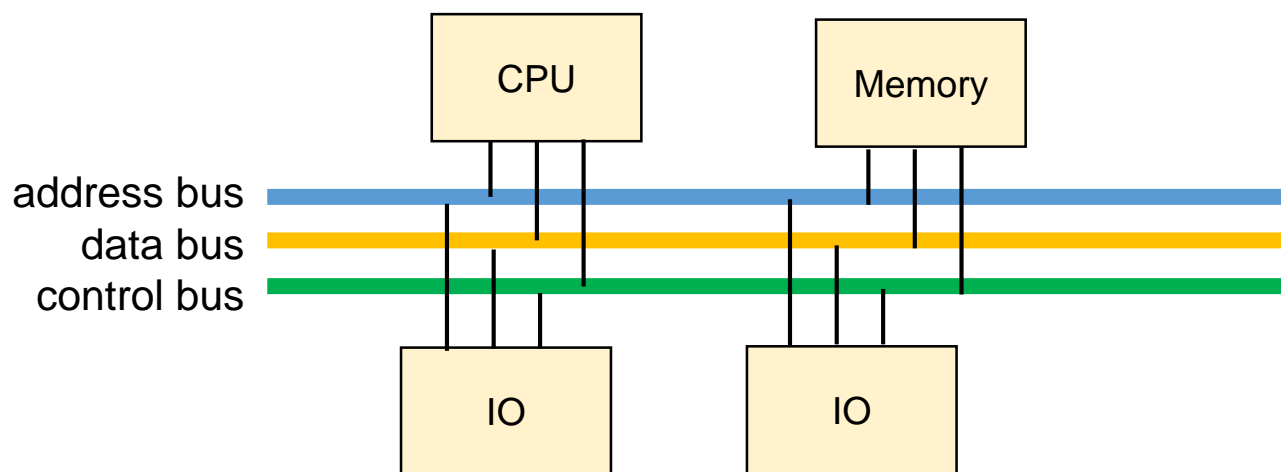 CPU
Memory
address bus
data bus
control bus
IO
IO